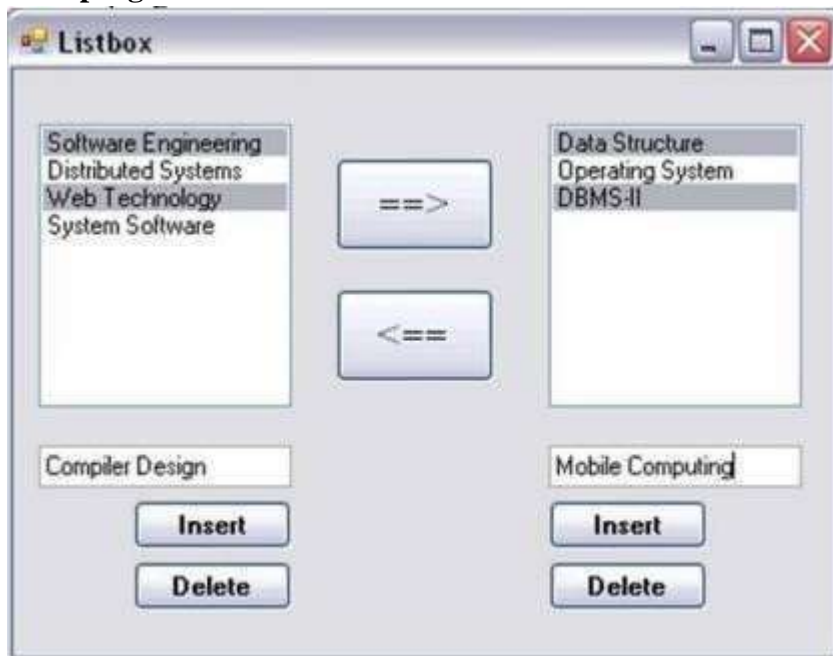 Listbox
Software Engineering
Distributed Systems
Web Technology
System Software
==>
<==
Data Structure
Operating System
DBMS-II
Compiler Design
Mobile Computing
Insert
Delete
Insert
Delete